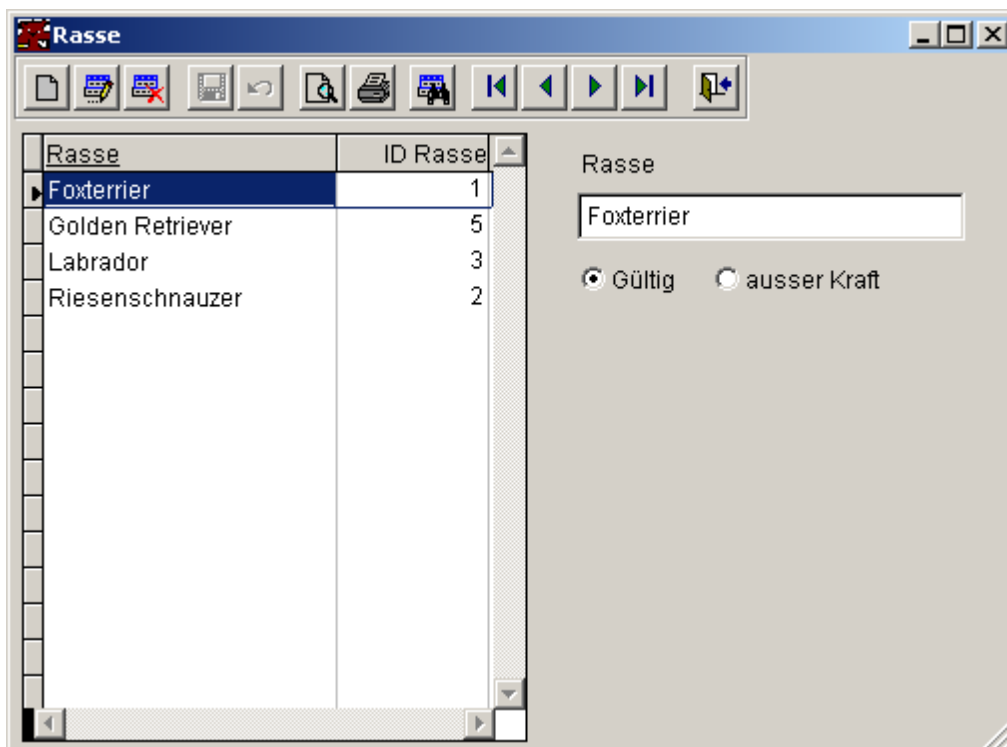 Rasse
Rasse ID Rasse
Foxterrier 1
Golden Retriever 5
Labrador 3
Riesenschnauzer 2
Rasse
Foxterrier
Gültig ausser Kraft